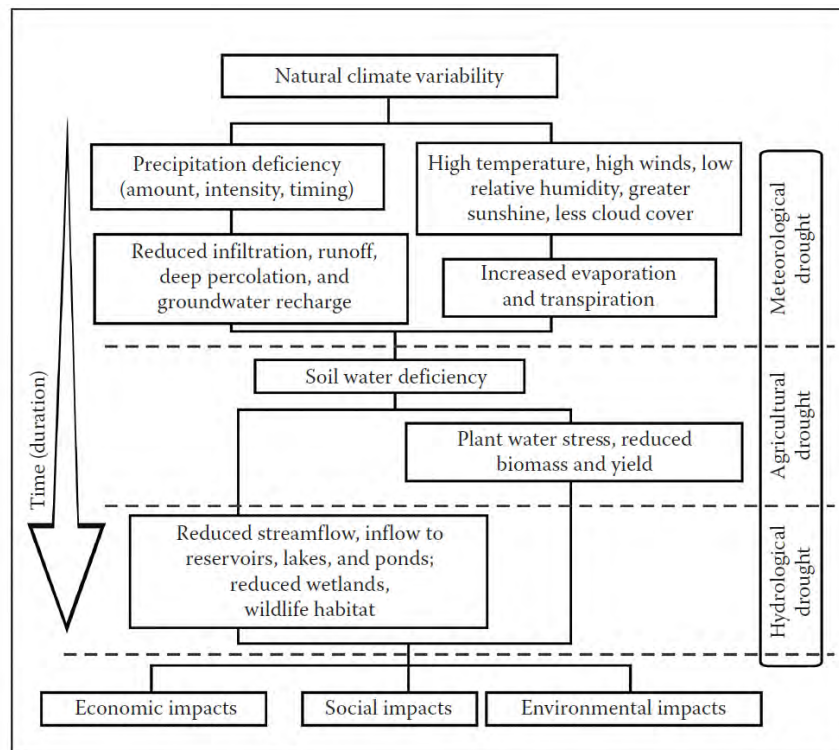 Natural climate variability
Precipitation deficiency
(amount, intensity, timing)
High temperature, high winds, low
relative humidity, greater
sunshine, less cloud cover
Reduced infiltration, runoff,
deep percolation, and
groundwater recharge
Increased evaporation
and transpiration
Meteorological
drought
Time (duration)
Soil water deficiency
Plant water stress, reduced
biomass and yield
Agricultural
drought
Reduced streamflow, inflow to
reservoirs, lakes, and ponds;
reduced wetlands,
wildlife habitat
Hydrological
drought
Economic impacts
Social impacts
Environmental impacts